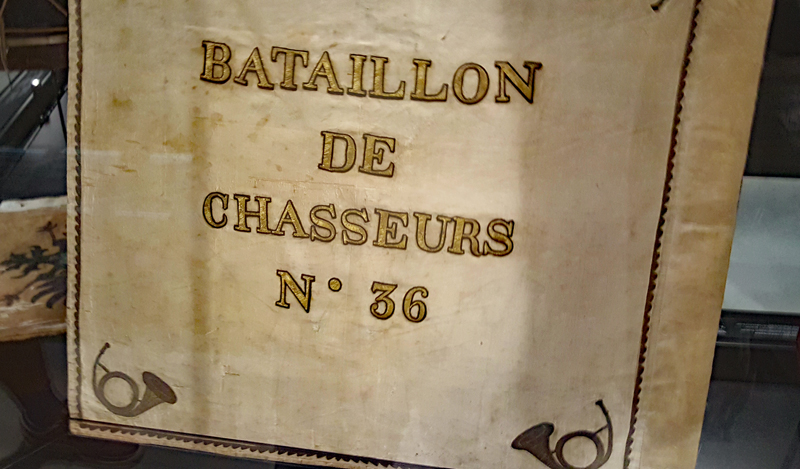 BATAILLON
DE
CHASSEURS
N° 36